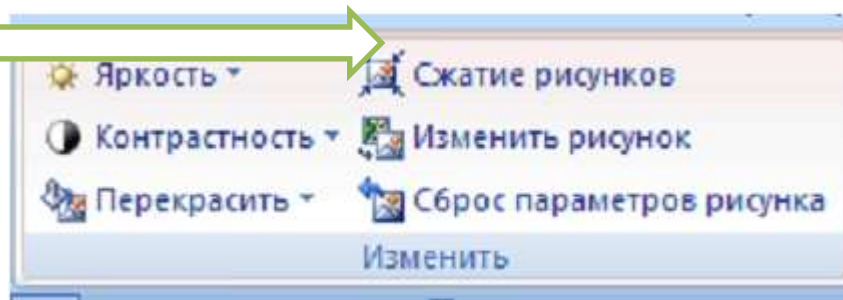 Яркость
Сжатие рисунков
Контрастность
Изменить рисунок
Перекрасить
Сброс параметров рисунка
Изменить